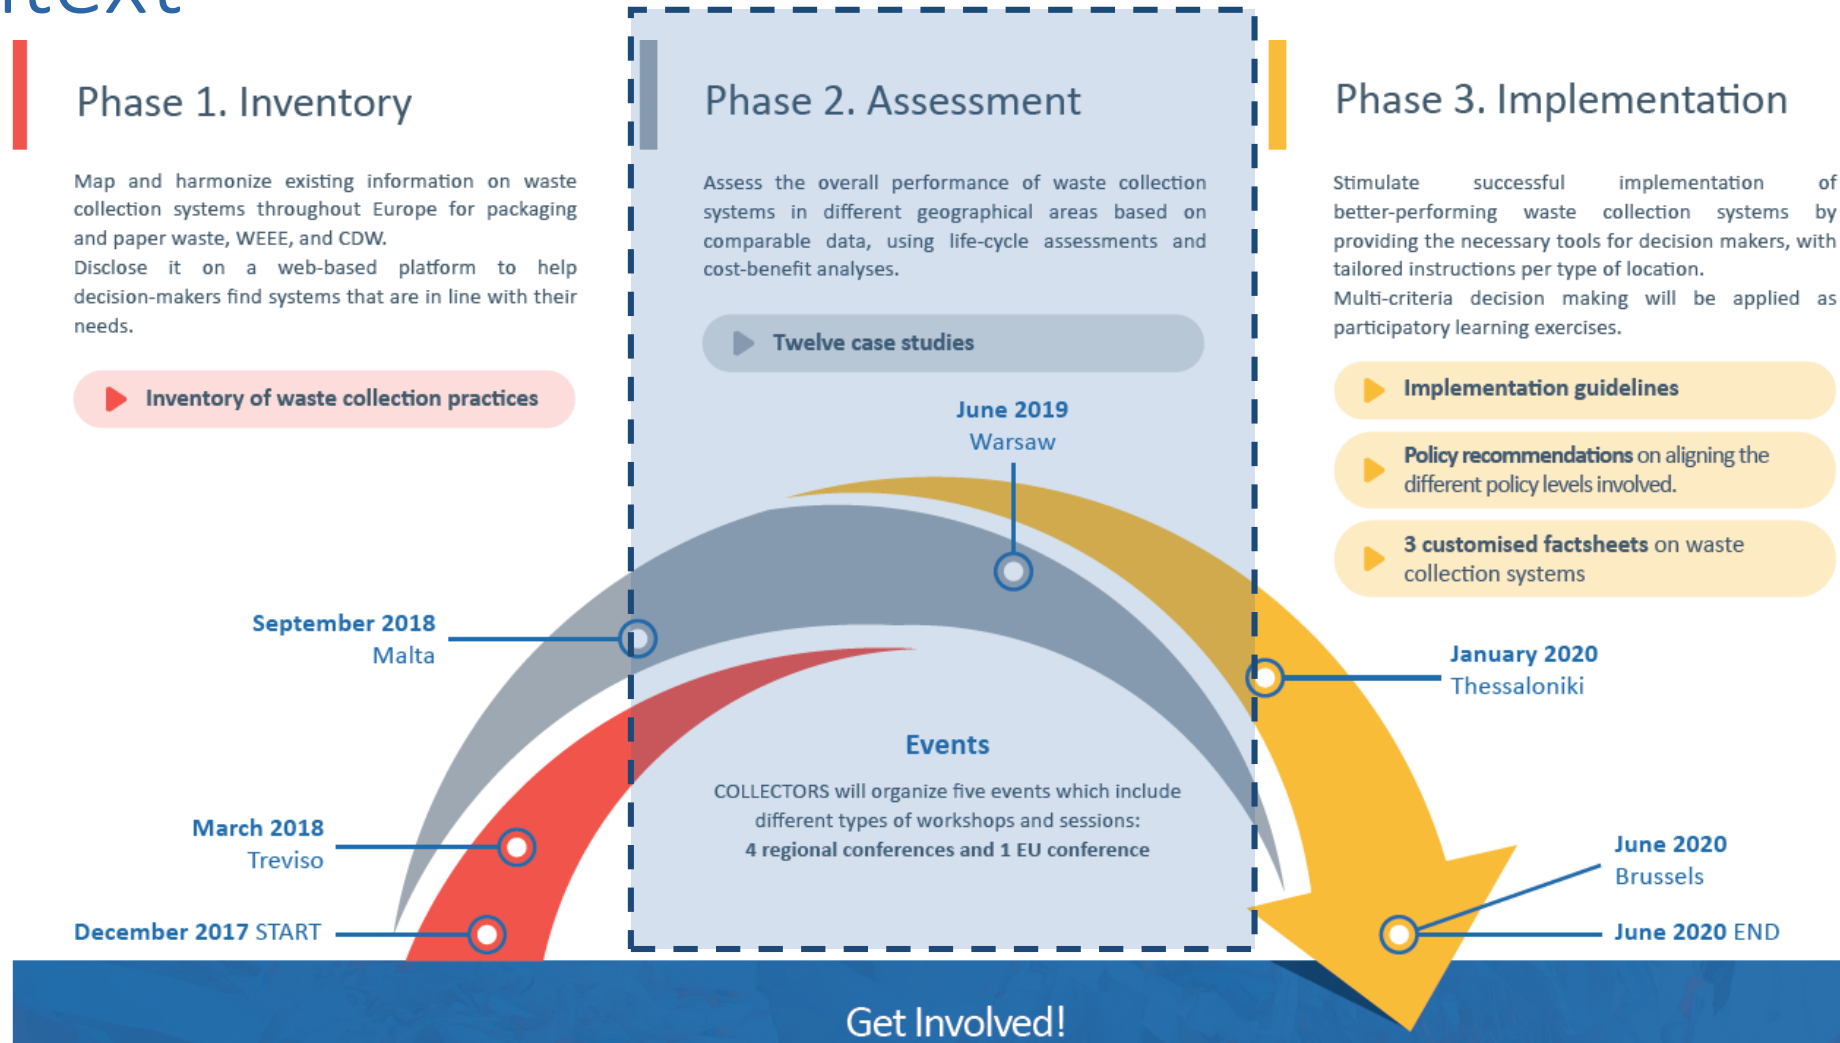 Phase 1. Inventory
Map and harmonize existing information on waste
collection systems throughout Europe for packaging
and paper waste, WEEE, and CDW.
Disclose it on a web-based platform to help
decision-makers find systems that are in line with their
needs.
Inventory of waste collection practices
Phase 2. Assessment
Assess the overall performance of waste collection
systems in different geographical areas based on
comparable data, using life-cycle assessments and
cost-benefit analyses.
Twelve case studies
Phase 3. Implementation
Stimulate successful implementation of
better-performing waste collection systems by
providing the necessary tools for decision makers, with
tailored instructions per type of location.
Multi-criteria decision making will be applied as
participatory learning exercises.
Implementation guidelines
Policy recommendations on aligning the
different policy levels involved.
3 customised factsheets on waste
collection systems
June 2019
Warsaw
September 2018
Malta
January 2020
Thessaloniki
March 2018
Treviso
December 2017 START
Events
COLLECTORS will organize five events which include
different types of workshops and sessions:
4 regional conferences and 1 EU conference
June 2020
Brussels
June 2020 END
Get Involved!